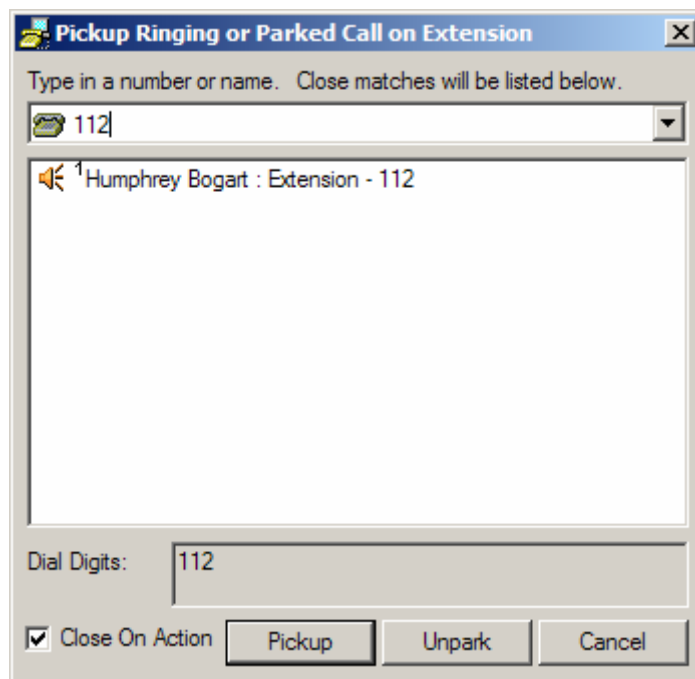 Pickup Ringing or Parked Call on Extension
Type in a number or name. Close matches will be listed below.
112
1Humphrey Bogart : Extension - 112
Dial Digits: 112
Close On Action Pickup Unpark Cancel